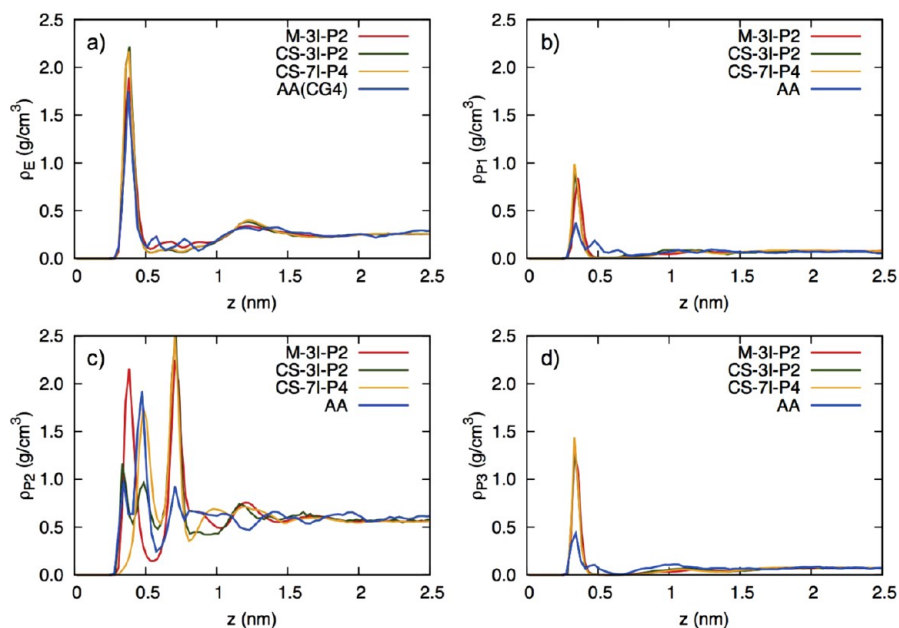 a)
M-3I-P2
CS-3I-P2
CS-7I-P4
AA(CG4)
ρE (g/cm³)
2.5
2.0
1.5
1.0
0.5
0.0
0 0.5 1 1.5 2 2.5
z (nm)
b)
M-3I-P2
CS-3I-P2
CS-7I-P4
AA
ρP1 (g/cm³)
2.5
2.0
1.5
1.0
0.5
0.0
0 0.5 1 1.5 2 2.5
z (nm)
c)
M-3I-P2
CS-3I-P2
CS-7I-P4
AA
ρP2 (g/cm³)
2.5
2.0
1.5
1.0
0.5
0.0
0 0.5 1 1.5 2 2.5
z (nm)
d)
M-3I-P2
CS-3I-P2
CS-7I-P4
AA
ρP3 (g/cm³)
2.5
2.0
1.5
1.0
0.5
0.0
0 0.5 1 1.5 2 2.5
z (nm)